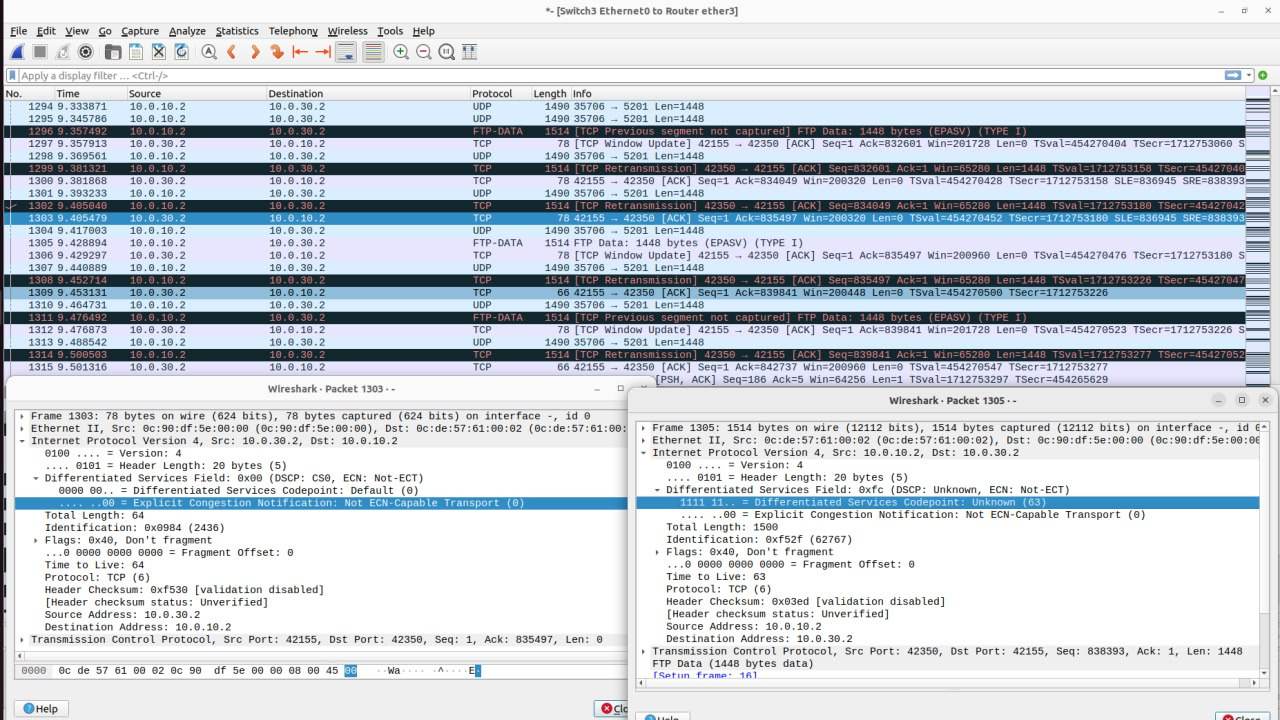 *- [Switch3 Ethernet0 to Router ether3]
File Edit View Go Capture Analyze Statistics Telephony Wireless Tools Help
Apply a display filter ... <Ctrl-/>
No. Time Source Destination Protocol Length Info
1294 9.333871 10.0.10.2 10.0.30.2 UDP 1490 35706 → 5201 Len=1448
1295 9.345786 10.0.10.2 10.0.30.2 UDP 1490 35706 → 5201 Len=1448
1296 9.357492 10.0.10.2 10.0.30.2 FTP-DATA 1514 [TCP Previous segment not captured] FTP Data: 1448 bytes (EPASV) (TYPE I)
1297 9.357913 10.0.30.2 10.0.10.2 TCP 78 [TCP Window Update] 42155 → 42350 [ACK] Seq=1 Ack=832601 Win=201728 Len=0 TSval=454270404 TSecr=1712753060 S
1298 9.369561 10.0.10.2 10.0.30.2 UDP 1490 35706 → 5201 Len=1448
1299 9.381321 10.0.10.2 10.0.30.2 TCP 1514 [TCP Retransmission] 42350 → 42155 [ACK] Seq=832601 Ack=1 Win=65280 Len=1448 TSval=1712753158 TSecr=45427040
1300 9.381868 10.0.30.2 10.0.10.2 TCP 78 42155 → 42350 [ACK] Seq=1 Ack=834049 Win=200320 Len=0 TSval=454270428 TSecr=1712753158 SLE=836945 SRE=838393
1301 9.393233 10.0.10.2 10.0.30.2 UDP 1490 35706 → 5201 Len=1448
1302 9.405040 10.0.10.2 10.0.30.2 TCP 1514 [TCP Retransmission] 42350 → 42155 [ACK] Seq=834049 Ack=1 Win=65280 Len=1448 TSval=1712753180 TSecr=45427042
1303 9.405479 10.0.30.2 10.0.10.2 TCP 78 42155 → 42350 [ACK] Seq=1 Ack=835497 Win=200320 Len=0 TSval=454270452 TSecr=1712753180 SLE=836945 SRE=838393
1304 9.417003 10.0.10.2 10.0.30.2 UDP 1490 35706 → 5201 Len=1448
1305 9.428894 10.0.10.2 10.0.30.2 FTP-DATA 1514 FTP Data: 1448 bytes (EPASV) (TYPE I)
1306 9.429297 10.0.30.2 10.0.10.2 TCP 78 [TCP Window Update] 42155 → 42350 [ACK] Seq=1 Ack=835497 Win=200960 Len=0 TSval=454270476 TSecr=1712753180 S
1307 9.440889 10.0.10.2 10.0.30.2 UDP 1490 35706 → 5201 Len=1448
1308 9.452714 10.0.10.2 10.0.30.2 TCP 1514 [TCP Retransmission] 42350 → 42155 [ACK] Seq=835497 Ack=1 Win=65280 Len=1448 TSval=1712753226 TSecr=45427047
1309 9.453131 10.0.30.2 10.0.10.2 TCP 66 42155 → 42350 [ACK] Seq=1 Ack=839841 Win=200448 Len=0 TSval=454270500 TSecr=1712753226
1310 9.464731 10.0.10.2 10.0.30.2 UDP 1490 35706 → 5201 Len=1448
1311 9.476492 10.0.10.2 10.0.30.2 FTP-DATA 1514 [TCP Previous segment not captured] FTP Data: 1448 bytes (EPASV) (TYPE I)
1312 9.476873 10.0.30.2 10.0.10.2 TCP 78 [TCP Window Update] 42155 → 42350 [ACK] Seq=1 Ack=839841 Win=201728 Len=0 TSval=454270523 TSecr=1712753226 S
1313 9.488542 10.0.10.2 10.0.30.2 UDP 1490 35706 → 5201 Len=1448
1314 9.500503 10.0.10.2 10.0.30.2 TCP 1514 [TCP Retransmission] 42350 → 42155 [ACK] Seq=839841 Ack=1 Win=65280 Len=1448 TSval=1712753277 TSecr=45427052
1315 9.501316 10.0.30.2 10.0.10.2 TCP 66 42155 → 42350 [ACK] Seq=1 Ack=842737 Win=200960 Len=0 TSval=454270547 TSecr=1712753277
[PSH, ACK] Seq=186 Ack=5 Win=64256 Len=1 TSval=1712753297 TSecr=454265629
Wireshark · Packet 1303 · -
Frame 1303: 78 bytes on wire (624 bits), 78 bytes captured (624 bits) on interface -, id 0
Ethernet II, Src: 0c:90:df:5e:00:00 (0c:90:df:5e:00:00), Dst: 0c:de:57:61:00:02 (0c:de:57:61:00:
Internet Protocol Version 4, Src: 10.0.30.2, Dst: 10.0.10.2
0100 .... = Version: 4
.... 0101 = Header Length: 20 bytes (5)
Differentiated Services Field: 0x00 (DSCP: CS0, ECN: Not-ECT)
0000 00.. = Differentiated Services Codepoint: Default (0)
.... ..00 = Explicit Congestion Notification: Not ECN-Capable Transport (0)
Total Length: 64
Identification: 0x0984 (2436)
Flags: 0x40, Don't fragment
...0 0000 0000 0000 = Fragment Offset: 0
Time to Live: 64
Protocol: TCP (6)
Header Checksum: 0xf530 [validation disabled]
[Header checksum status: Unverified]
Source Address: 10.0.30.2
Destination Address: 10.0.10.2
Transmission Control Protocol, Src Port: 42155, Dst Port: 42350, Seq: 1, Ack: 835497, Len: 0
0000 0c de 57 61 00 02 0c 90 df 5e 00 00 08 00 45 00 ··Wa···· ·^····E·
Help
Wireshark · Packet 1305 · -
Frame 1305: 1514 bytes on wire (12112 bits), 1514 bytes captured (12112 bits) on interface -, id 0
Ethernet II, Src: 0c:de:57:61:00:02 (0c:de:57:61:00:02), Dst: 0c:90:df:5e:00:00 (0c:90:df:5e:00:00
Internet Protocol Version 4, Src: 10.0.10.2, Dst: 10.0.30.2
0100 .... = Version: 4
.... 0101 = Header Length: 20 bytes (5)
Differentiated Services Field: 0xfc (DSCP: Unknown, ECN: Not-ECT)
1111 11.. = Differentiated Services Codepoint: Unknown (63)
.... ..00 = Explicit Congestion Notification: Not ECN-Capable Transport (0)
Total Length: 1500
Identification: 0xf52f (62767)
Flags: 0x40, Don't fragment
...0 0000 0000 0000 = Fragment Offset: 0
Time to Live: 63
Protocol: TCP (6)
Header Checksum: 0x03ed [validation disabled]
[Header checksum status: Unverified]
Source Address: 10.0.10.2
Destination Address: 10.0.30.2
Transmission Control Protocol, Src Port: 42350, Dst Port: 42155, Seq: 838393, Ack: 1, Len: 1448
FTP Data (1448 bytes data)
[Setup frame: 16]
Help Close